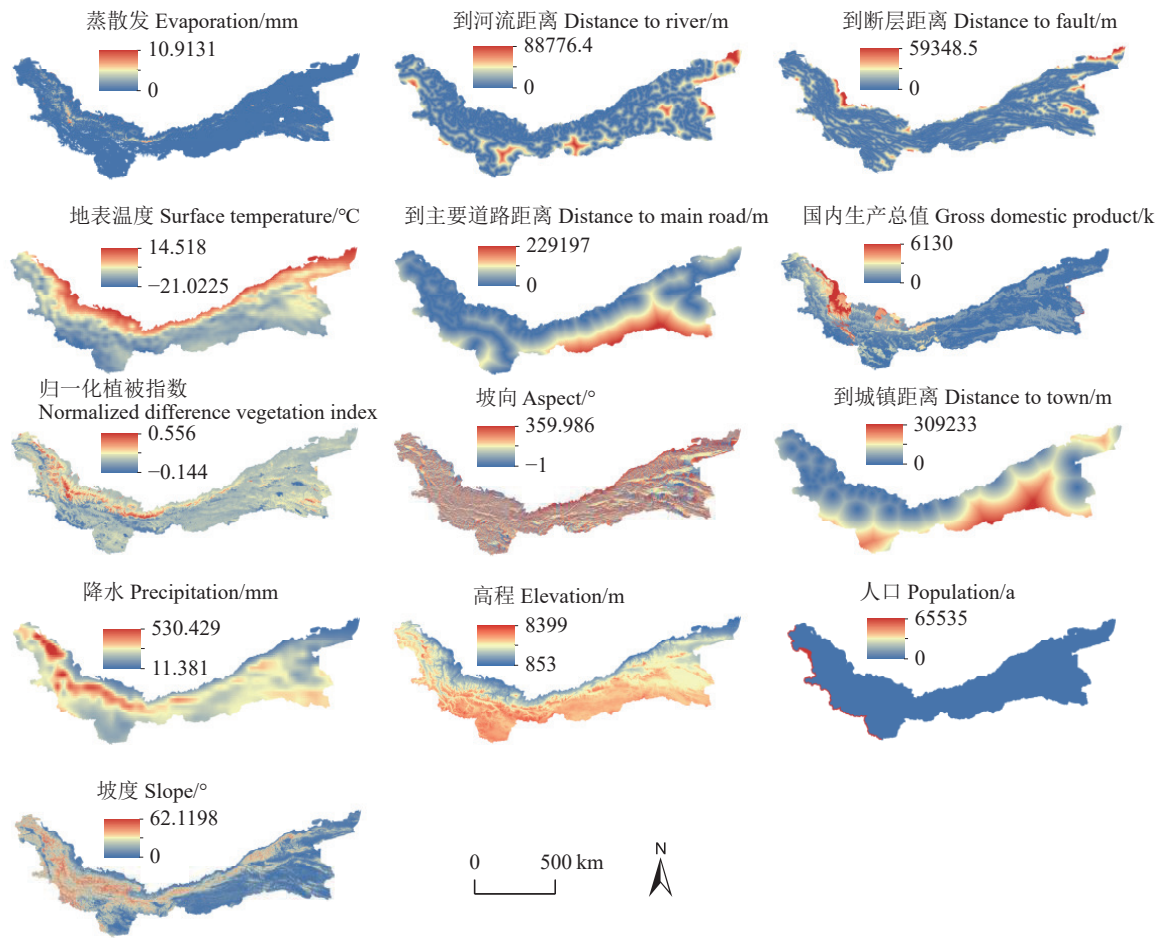 蒸散发 Evaporation/mm
10.9131
0
到河流距离 Distance to river/m
88776.4
0
到断层距离 Distance to fault/m
59348.5
0
地表温度 Surface temperature/°C
14.518
−21.0225
到主要道路距离 Distance to main road/m
229197
0
国内生产总值 Gross domestic product/k
6130
0
归一化植被指数
Normalized difference vegetation index
0.556
−0.144
坡向 Aspect/°
359.986
−1
到城镇距离 Distance to town/m
309233
0
降水 Precipitation/mm
530.429
11.381
高程 Elevation/m
8399
853
人口 Population/a
65535
0
坡度 Slope/°
62.1198
0
0 500 km
N